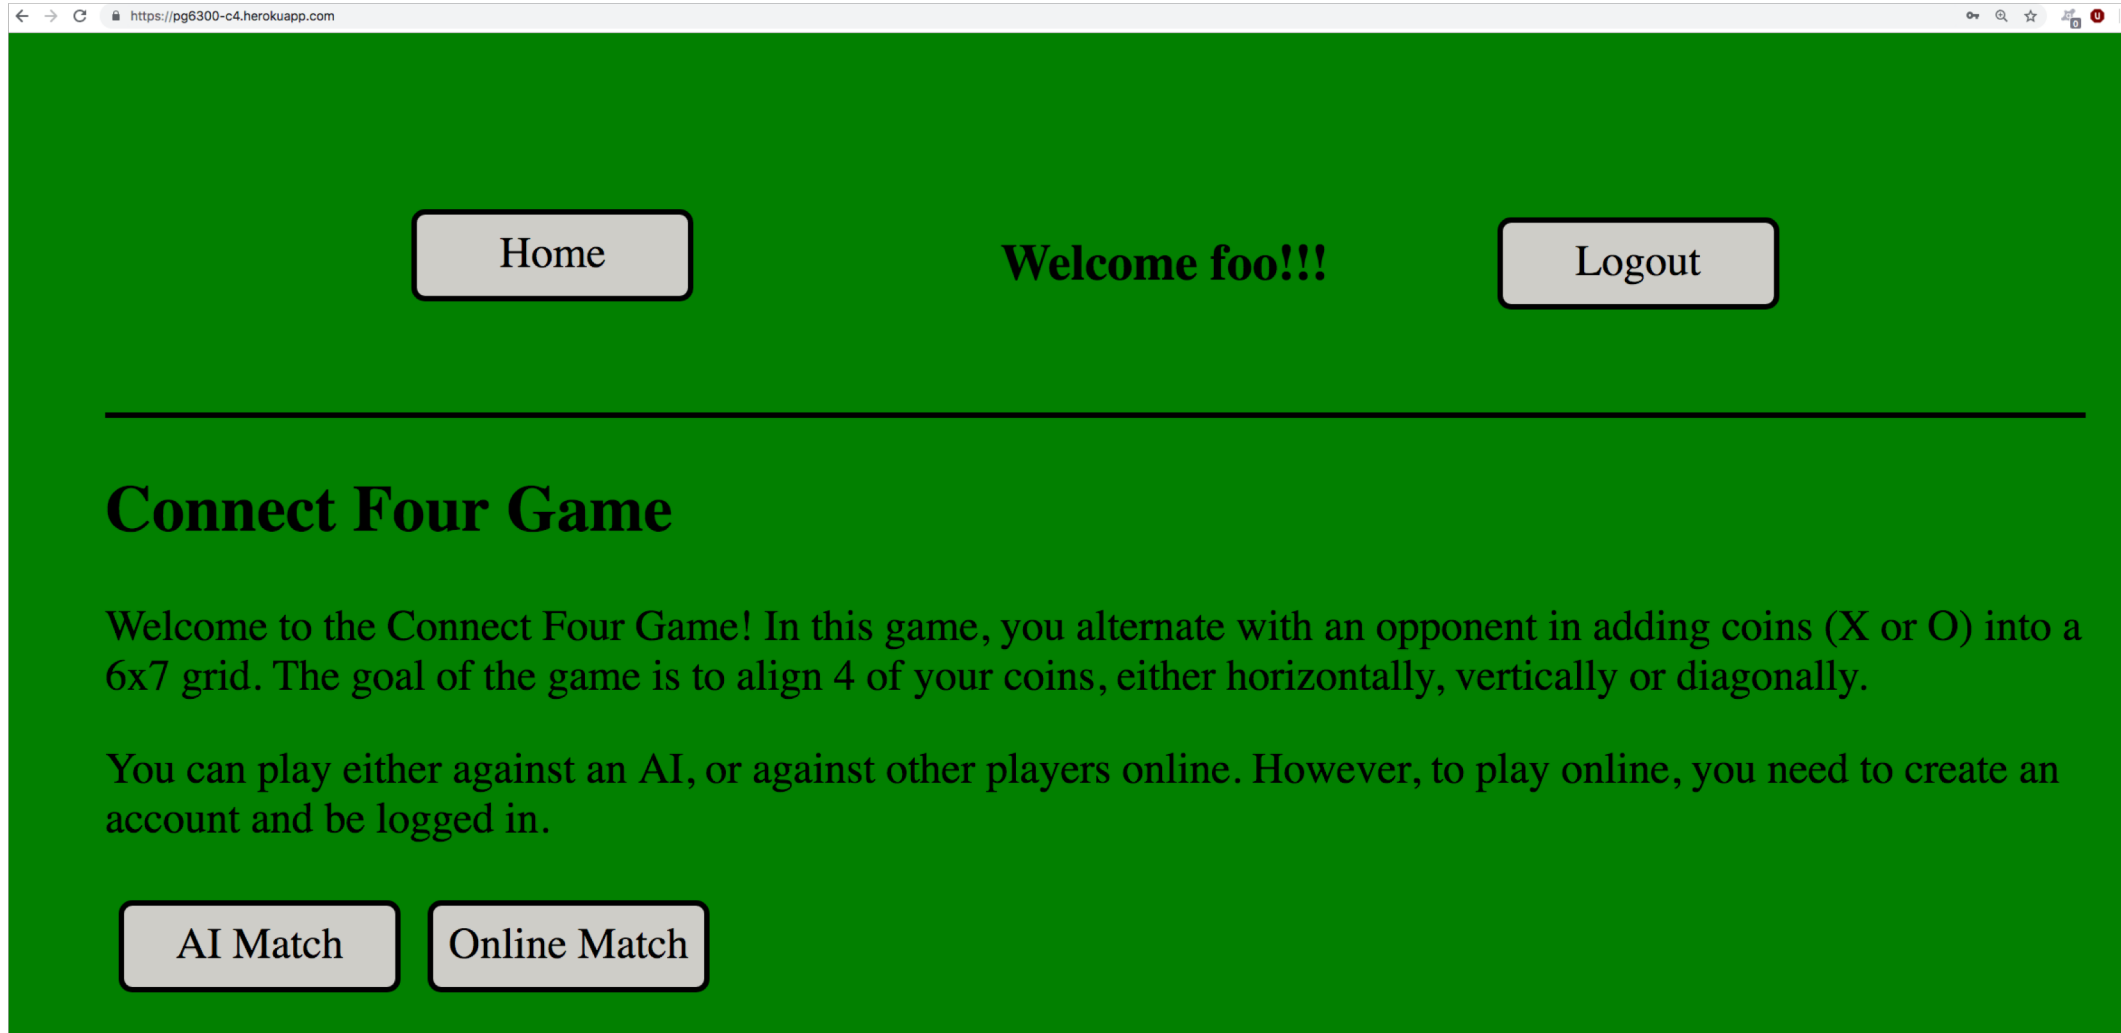 https://pg6300-c4.herokuapp.com
0
Home
Welcome foo!!!
Logout
Connect Four Game
Welcome to the Connect Four Game! In this game, you alternate with an opponent in adding coins (X or O) into a
6x7 grid. The goal of the game is to align 4 of your coins, either horizontally, vertically or diagonally.
You can play either against an AI, or against other players online. However, to play online, you need to create an
account and be logged in.
AI Match
Online Match